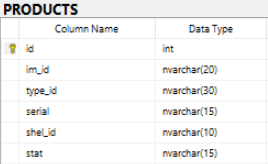 PRODUCTS
Column Name Data Type
id int
im_id nvarchar(20)
type_id nvarchar(30)
serial nvarchar(15)
shel_id nvarchar(10)
stat nvarchar(15)